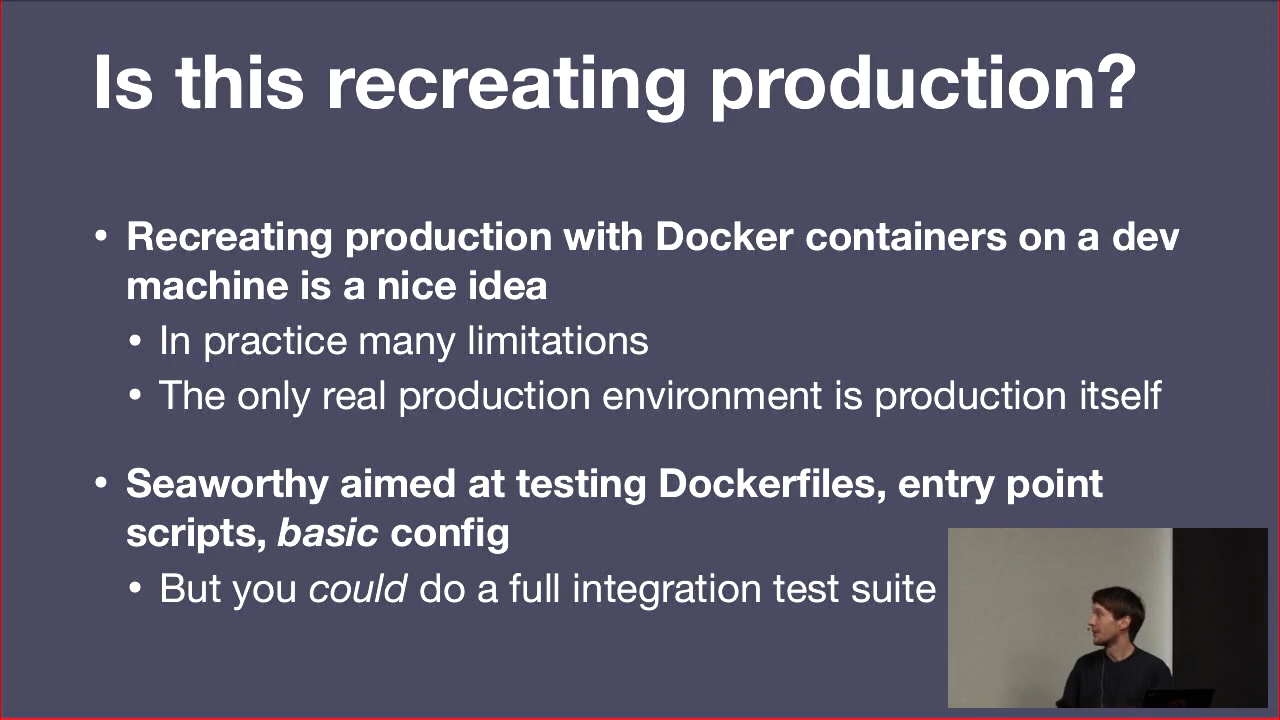 Is this recreating production?
• Recreating production with Docker containers on a dev
machine is a nice idea
• In practice many limitations
• The only real production environment is production itself
• Seaworthy aimed at testing Dockerfiles, entry point
scripts, basic config
• But you could do a full integration test suite